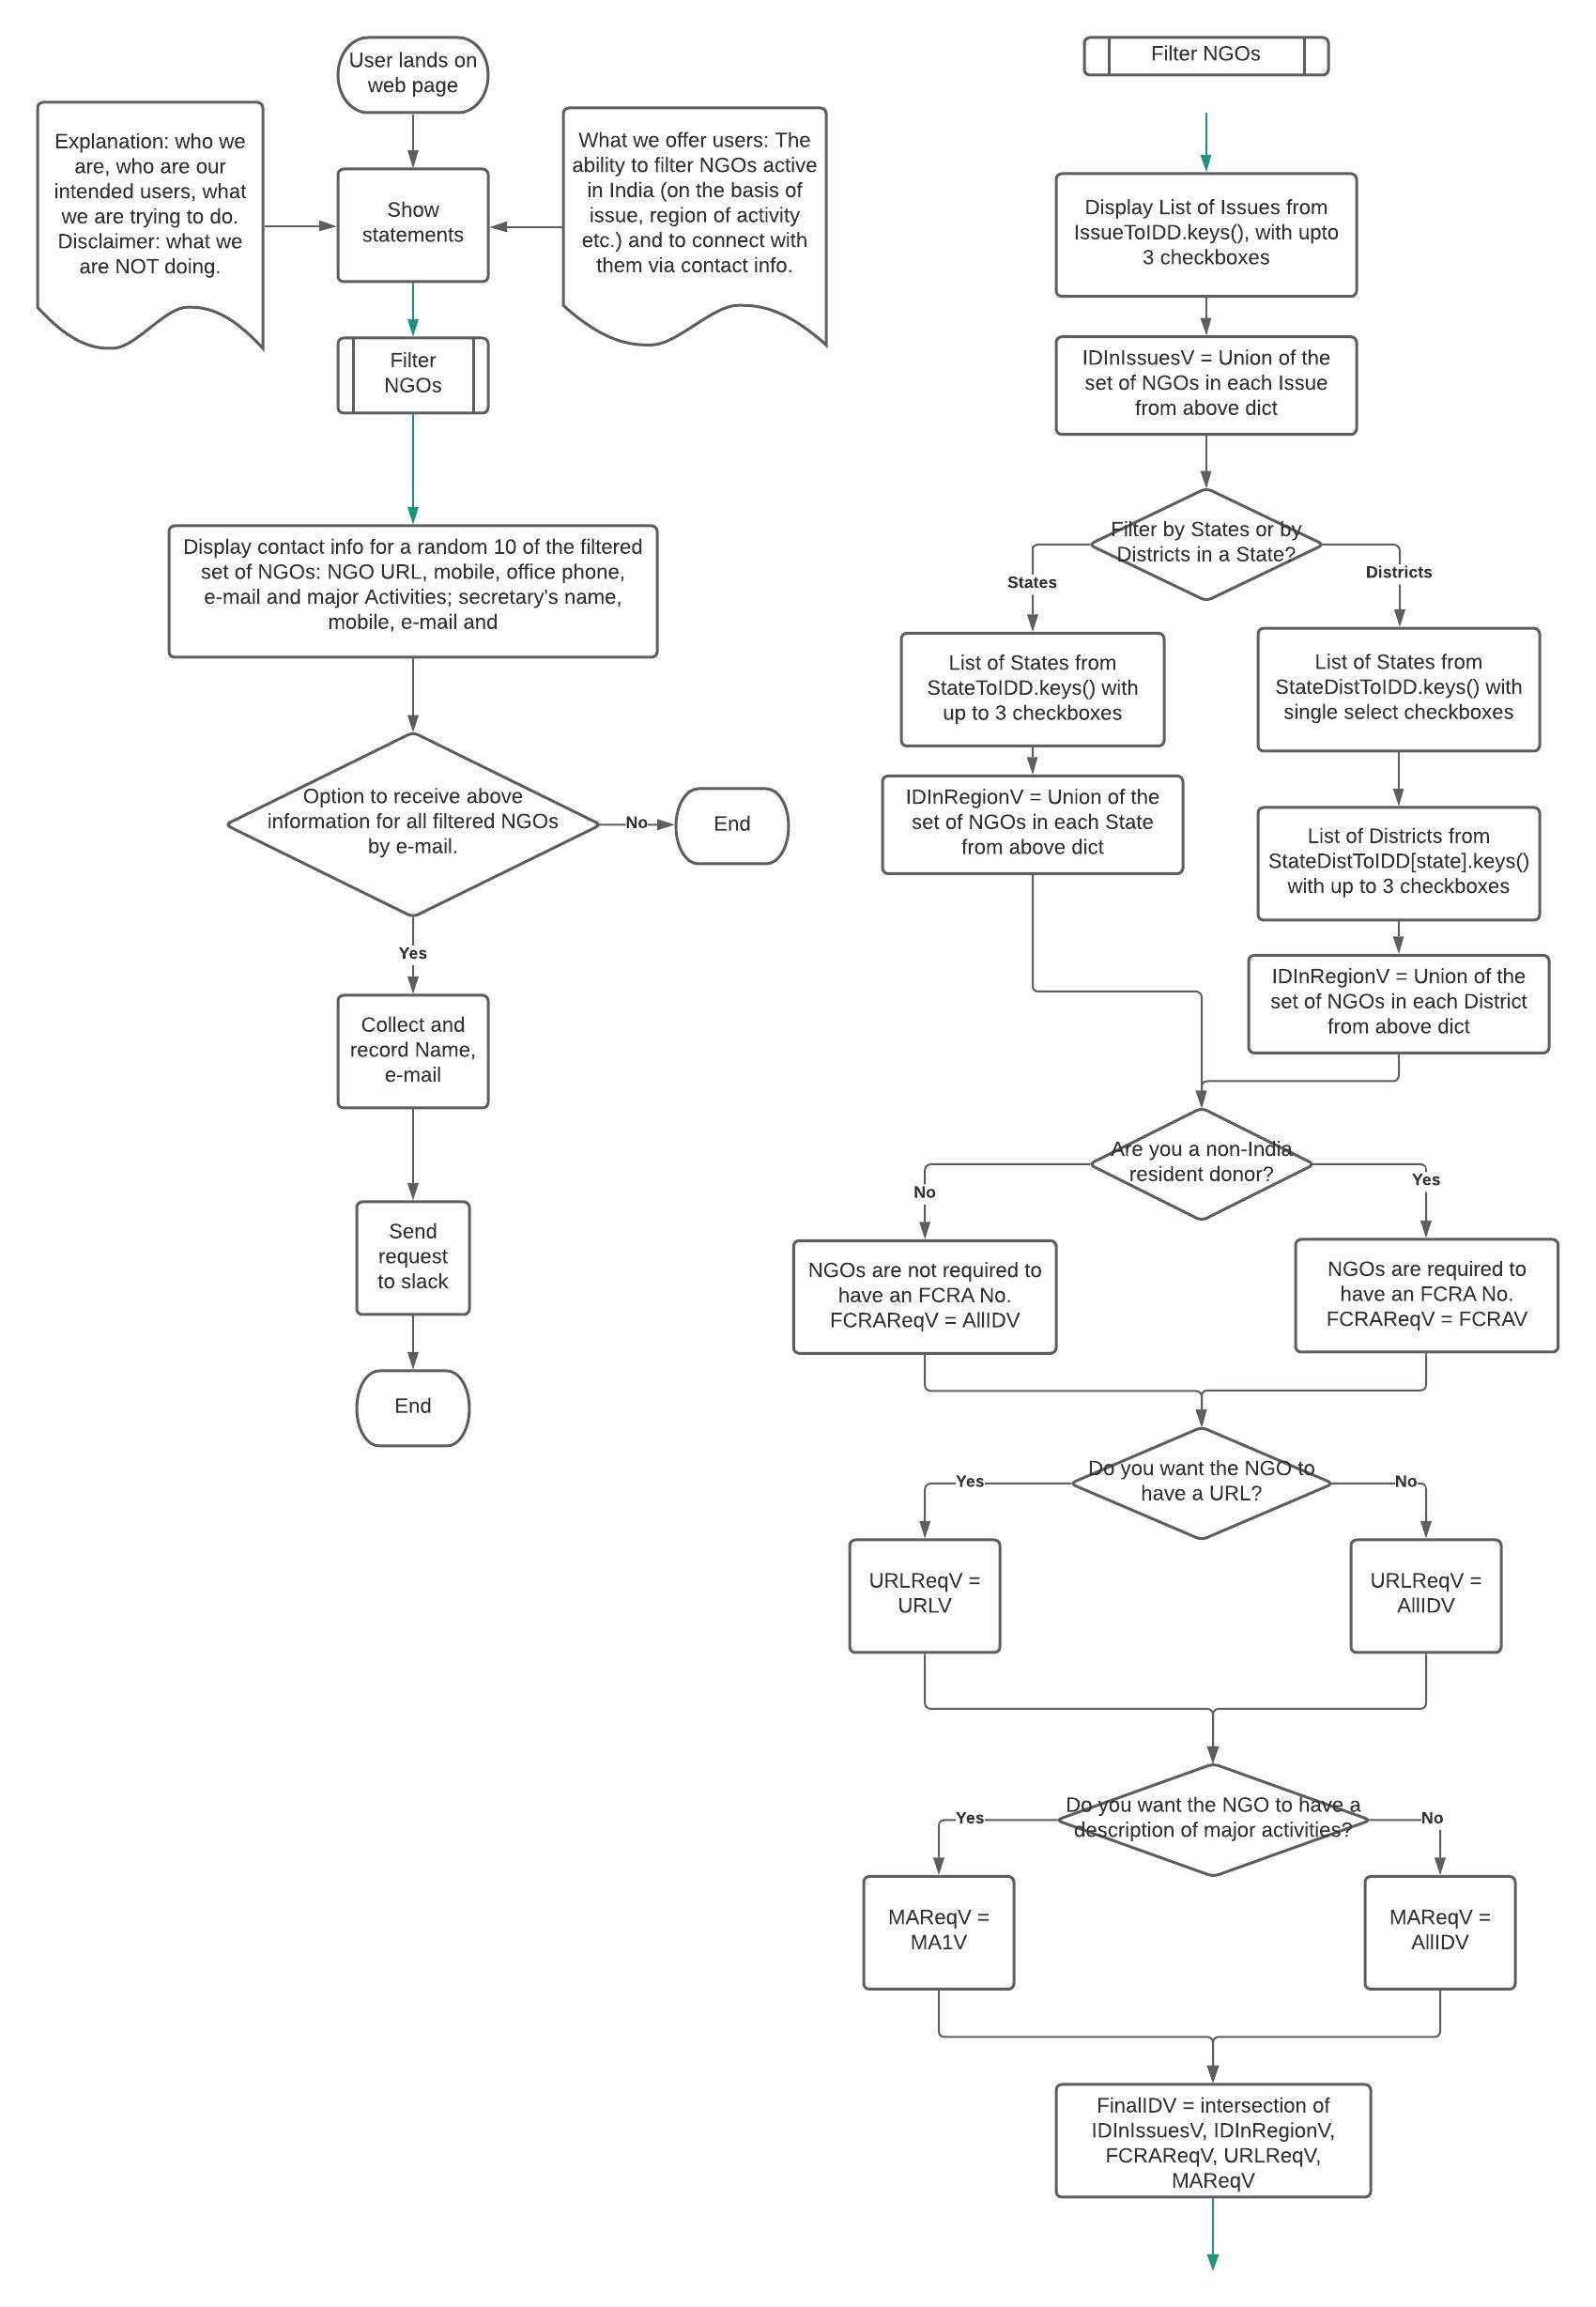 User lands on
web page
Explanation: who we
are, who are our
intended users, what
we are trying to do.
Disclaimer: what we
are NOT doing.
Show
statements
What we offer users: The
ability to filter NGOs active
in India (on the basis of
issue, region of activity
etc.) and to connect with
them via contact info.
Filter
NGOs
Display contact info for a random 10 of the filtered
set of NGOs: NGO URL, mobile, office phone,
e-mail and major Activities; secretary's name,
mobile, e-mail and
Option to receive above
information for all filtered NGOs
by e-mail.
No
End
Yes
Collect and
record Name,
e-mail
Send
request
to slack
End
Filter NGOs
Display List of Issues from
IssueToIDD.keys(), with upto
3 checkboxes
IDInIssuesV = Union of the
set of NGOs in each Issue
from above dict
Filter by States or by
Districts in a State?
States
Districts
List of States from
StateToIDD.keys() with
up to 3 checkboxes
IDInRegionV = Union of the
set of NGOs in each State
from above dict
List of States from
StateDistToIDD.keys() with
single select checkboxes
List of Districts from
StateDistToIDD[state].keys()
with up to 3 checkboxes
IDInRegionV = Union of the
set of NGOs in each District
from above dict
Are you a non-India
resident donor?
No
Yes
NGOs are not required to
have an FCRA No.
FCRAReqV = AllIDV
NGOs are required to
have an FCRA No.
FCRAReqV = FCRAV
Do you want the NGO to
have a URL?
Yes
No
URLReqV =
URLV
URLReqV =
AllIDV
Do you want the NGO to have a
description of major activities?
Yes
No
MAReqV =
MA1V
MAReqV =
AllIDV
FinalIDV = intersection of
IDInIssuesV, IDInRegionV,
FCRAReqV, URLReqV,
MAReqV